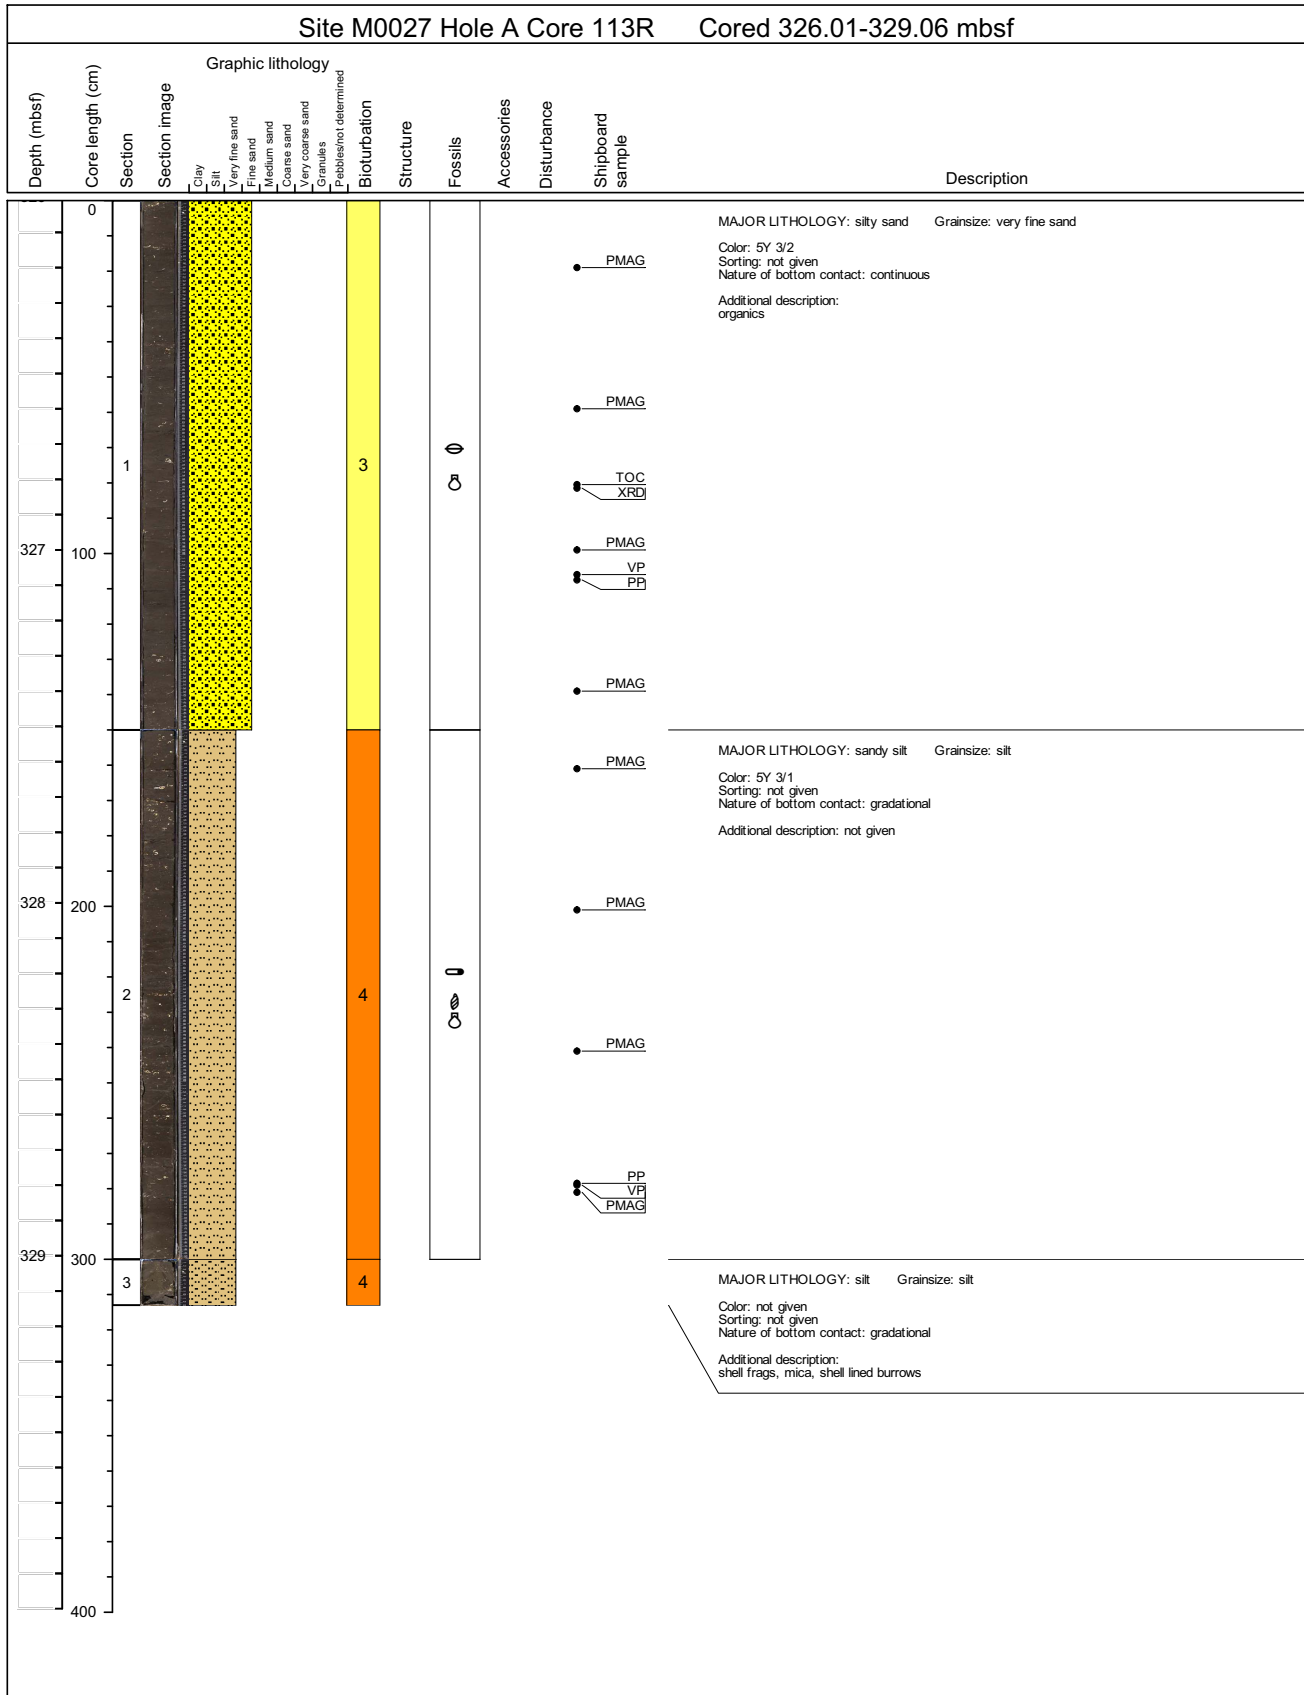 Site M0027 Hole A Core 113R Cored 326.01-329.06 mbsf
Depth (mbsf)
Core length (cm)
Section
Section image
Graphic lithology
Clay
Silt
Very fine sand
Fine sand
Medium sand
Coarse sand
Very coarse sand
Granules
Pebbles/not determined
Bioturbation
Structure
Fossils
Accessories
Disturbance
Shipboard
sample
Description
0
MAJOR LITHOLOGY: silty sand Grainsize: very fine sand
Color: 5Y 3/2
Sorting: not given
Nature of bottom contact: continuous
Additional description:
organics
PMAG
PMAG
1
3
TOC
XRD
327
100
PMAG
VP
PP
PMAG
MAJOR LITHOLOGY: sandy silt Grainsize: silt
Color: 5Y 3/1
Sorting: not given
Nature of bottom contact: gradational
Additional description: not given
PMAG
328
200
PMAG
2
4
PMAG
PP
VP
PMAG
329
300
3
4
MAJOR LITHOLOGY: silt Grainsize: silt
Color: not given
Sorting: not given
Nature of bottom contact: gradational
Additional description:
shell frags, mica, shell lined burrows
400